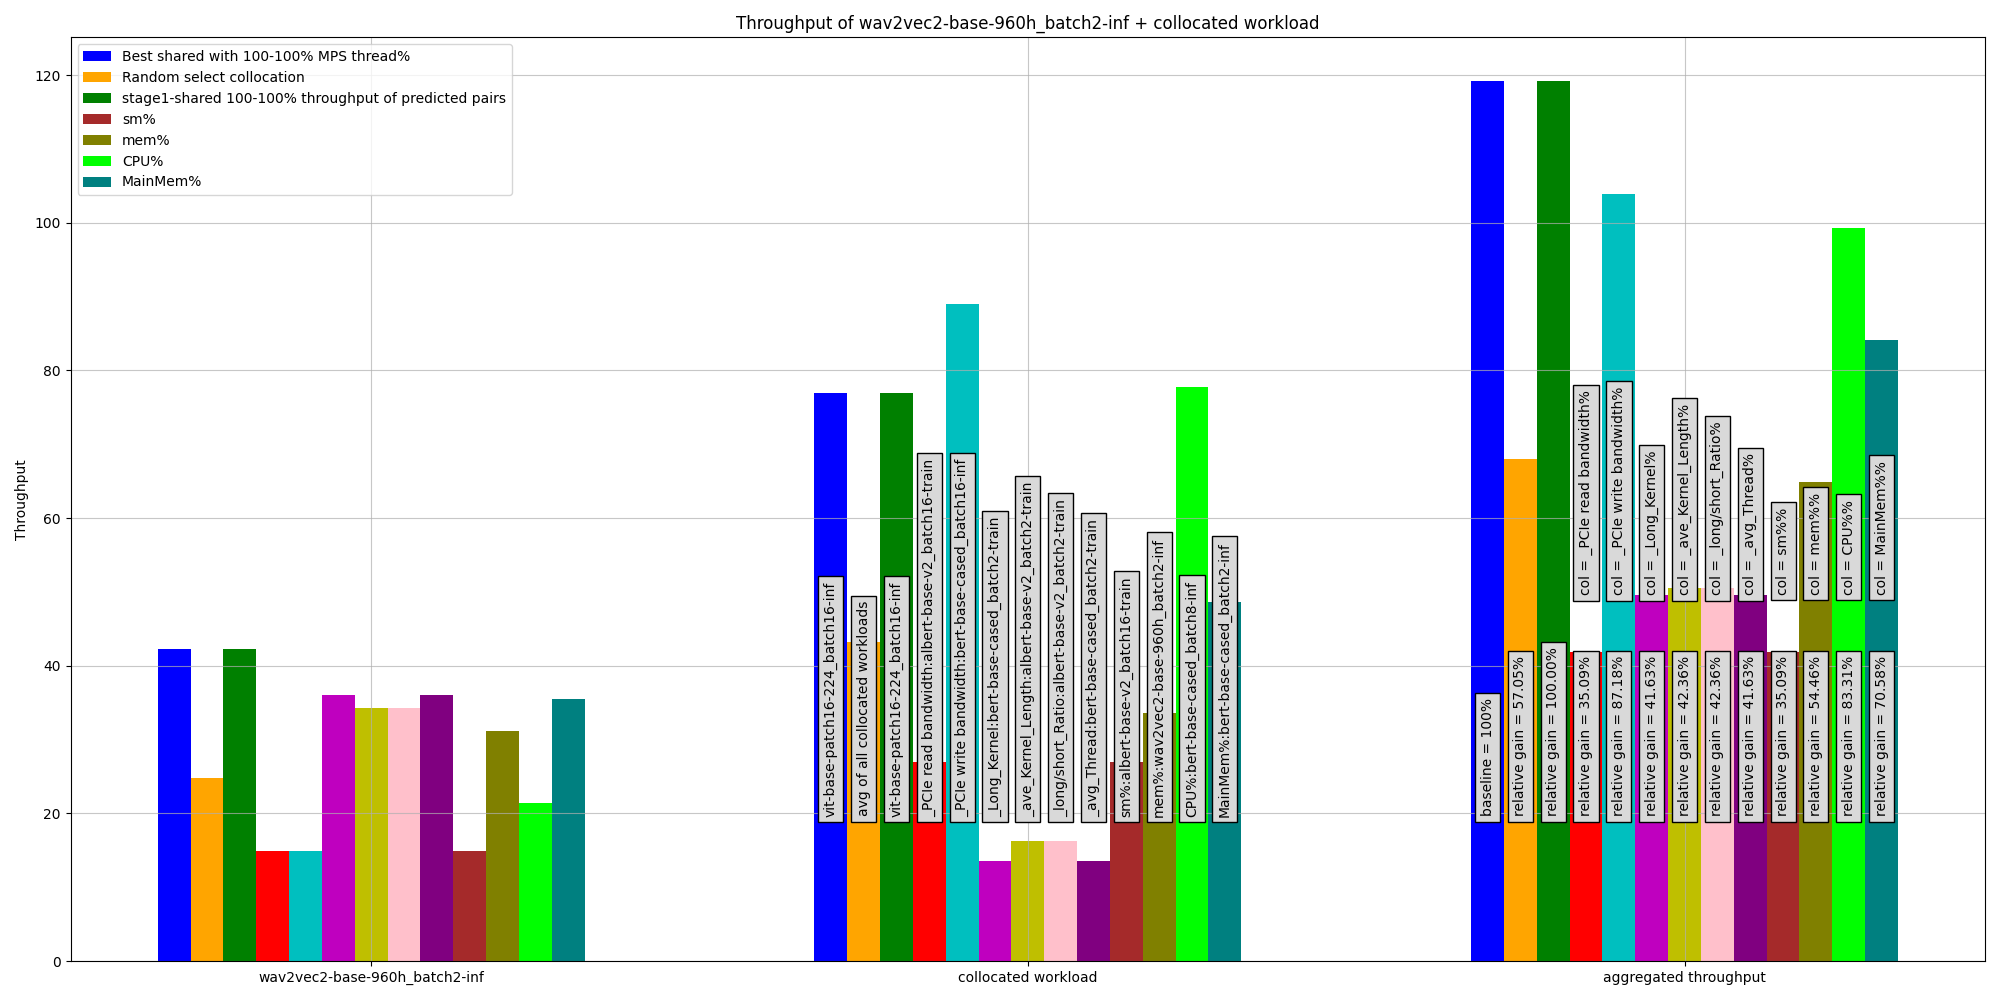 Throughput of wav2vec2-base-960h_batch2-inf + collocated workload
Best shared with 100-100% MPS thread%
Random select collocation
stage1-shared 100-100% throughput of predicted pairs
sm%
mem%
CPU%
MainMem%
Throughput
120
100
80
60
40
20
0
vit-base-patch16-224_batch16-inf
avg of all collocated workloads
vit-base-patch16-224_batch16-inf
_PCIe read bandwidth:albert-base-v2_batch16-train
_PCIe write bandwidth:bert-base-cased_batch16-inf
_Long_Kernel:bert-base-cased_batch2-train
_ave_Kernel_Length:albert-base-v2_batch2-train
_long/short_Ratio:albert-base-v2_batch2-train
_avg_Thread:bert-base-cased_batch2-train
sm%:albert-base-v2_batch16-train
mem%:wav2vec2-base-960h_batch2-inf
CPU%:bert-base-cased_batch8-inf
MainMem%:bert-base-cased_batch2-inf
col = _PCIe read bandwidth%
col = _PCIe write bandwidth%
col = _Long_Kernel%
col = _ave_Kernel_Length%
col = _long/short_Ratio%
col = _avg_Thread%
col = sm%%
col = mem%%
col = CPU%%
col = MainMem%%
baseline = 100%
relative gain = 57.05%
relative gain = 100.00%
relative gain = 35.09%
relative gain = 87.18%
relative gain = 41.63%
relative gain = 42.36%
relative gain = 42.36%
relative gain = 41.63%
relative gain = 35.09%
relative gain = 54.46%
relative gain = 83.31%
relative gain = 70.58%
wav2vec2-base-960h_batch2-inf
collocated workload
aggregated throughput